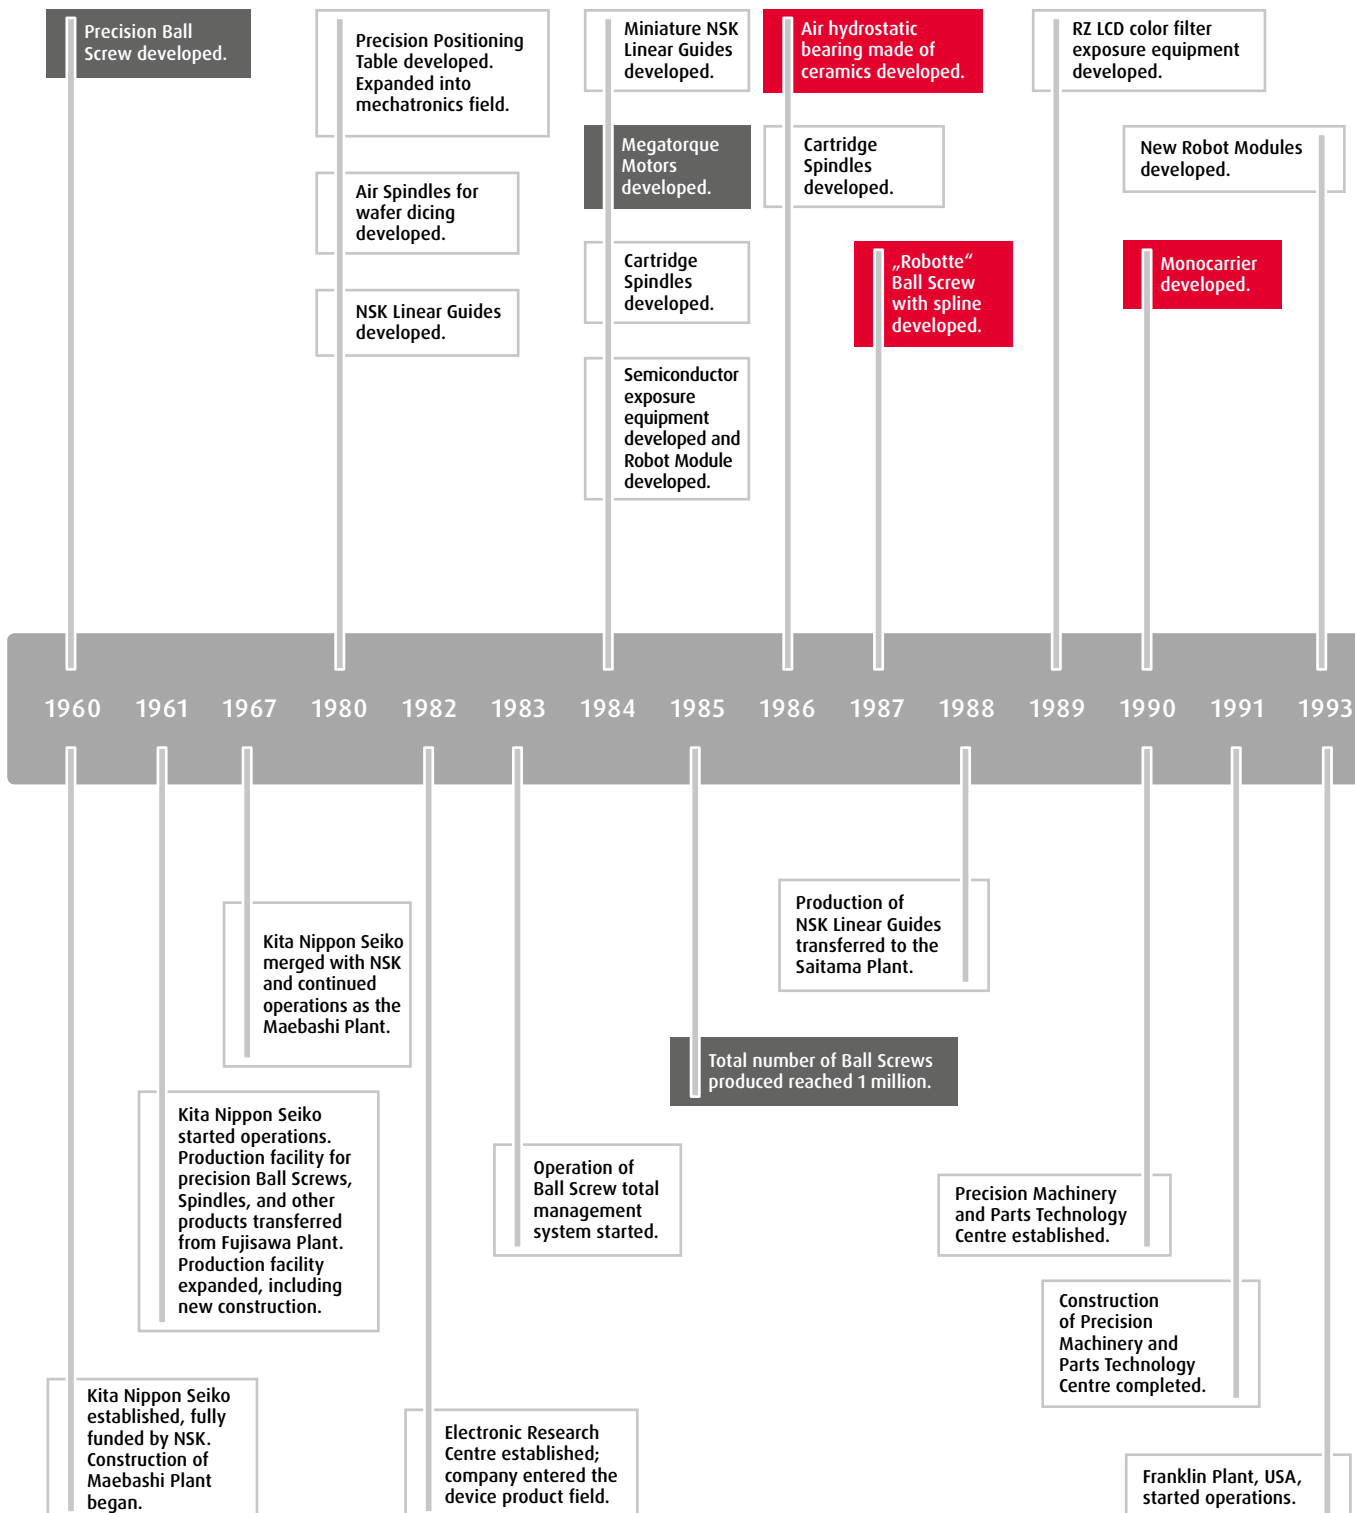 Precision Ball
Screw developed.
Precision Positioning
Table developed.
Expanded into
mechatronics field.
Air Spindles for
wafer dicing
developed.
NSK Linear Guides
developed.
Miniature NSK
Linear Guides
developed.
Megatorque
Motors
developed.
Cartridge
Spindles
developed.
Semiconductor
exposure
equipment
developed and
Robot Module
developed.
Air hydrostatic
bearing made of
ceramics developed.
Cartridge
Spindles
developed.
„Robotte“
Ball Screw
with spline
developed.
RZ LCD color filter
exposure equipment
developed.
New Robot Modules
developed.
Monocarrier
developed.
1960 1961 1967 1980 1982 1983 1984 1985 1986 1987 1988 1989 1990 1991 1993
Kita Nippon Seiko
merged with NSK
and continued
operations as the
Maebashi Plant.
Kita Nippon Seiko
started operations.
Production facility for
precision Ball Screws,
Spindles, and other
products transferred
from Fujisawa Plant.
Production facility
expanded, including
new construction.
Kita Nippon Seiko
established, fully
funded by NSK.
Construction of
Maebashi Plant
began.
Electronic Research
Centre established;
company entered the
device product field.
Operation of
Ball Screw total
management
system started.
Total number of Ball Screws
produced reached 1 million.
Production of
NSK Linear Guides
transferred to the
Saitama Plant.
Precision Machinery
and Parts Technology
Centre established.
Construction
of Precision
Machinery and
Parts Technology
Centre completed.
Franklin Plant, USA,
started operations.